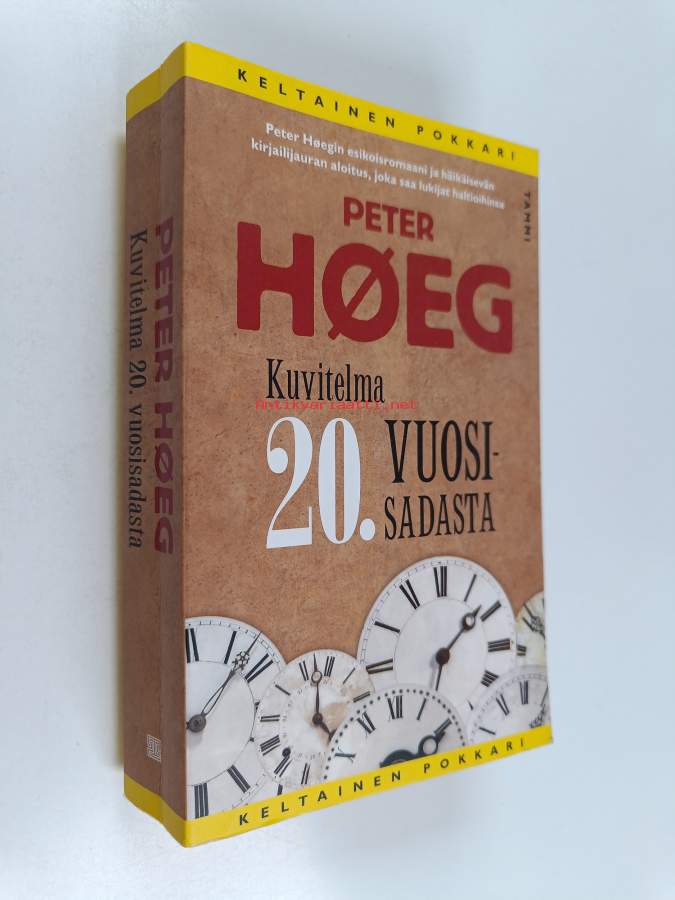 KELTAINEN POKKARI
Peter Høegin esikoisromaani ja häikäisevän
kirjailijauran aloitus, joka saa lukijat haltioihinsa
TAMMI
PETER
HØEG
Kuvitelma
antikvariaatti.net
20. VUOSI-
SADASTA
KELTAINEN POKKARI
PETER HØEG
Kuvitelma 20. vuosisadasta